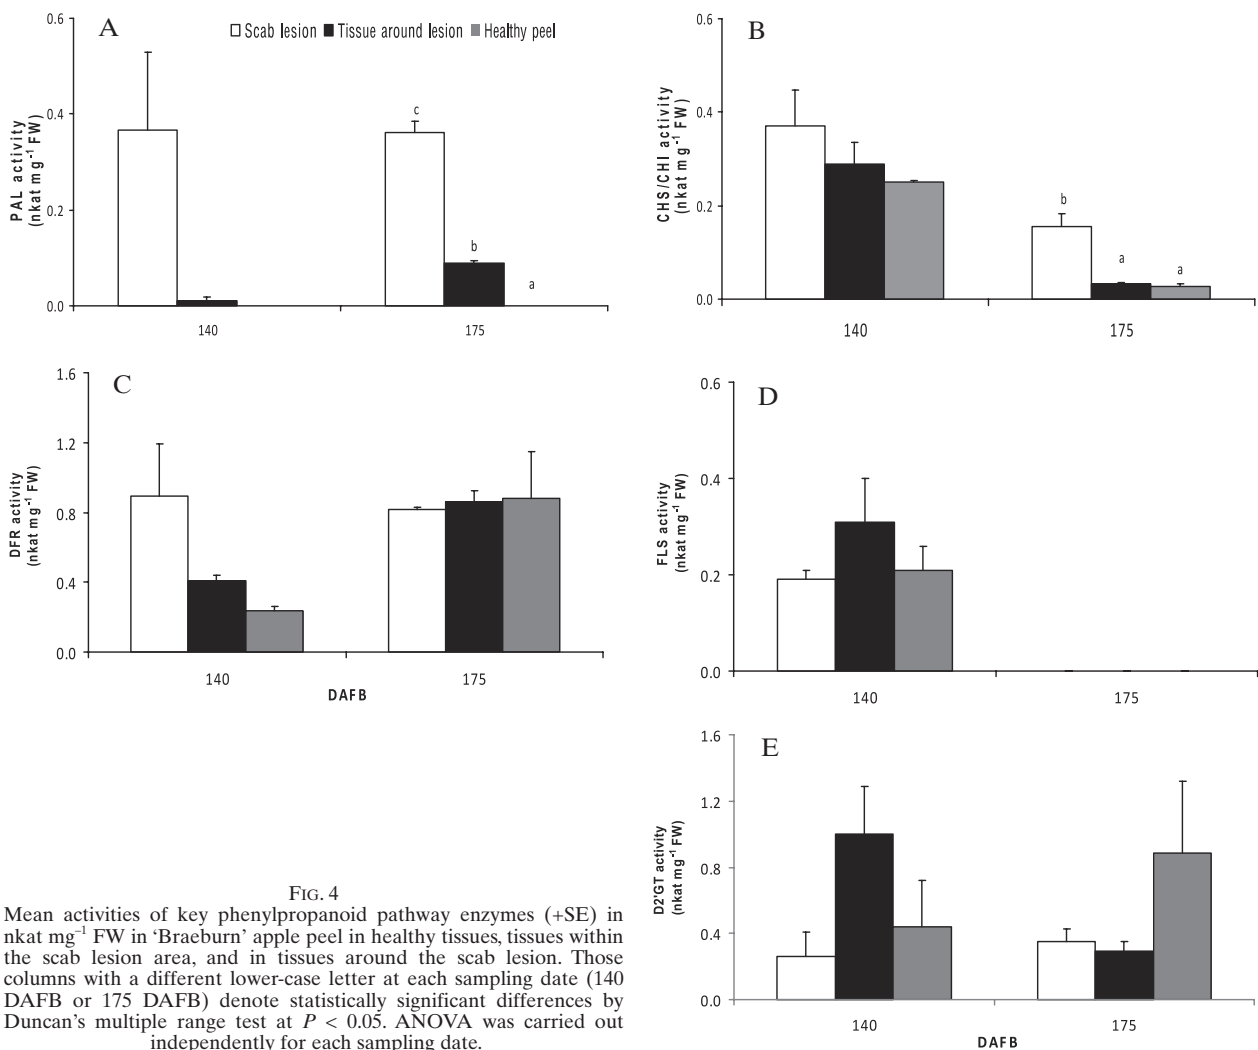 A
Scab lesion Tissue around lesion Healthy peel
PAL activity
(nkat mg⁻¹ FW)
0.6
0.4
0.2
0.0
c
b
a
140 175
B
CHS/CHI activity
(nkat mg⁻¹ FW)
0.6
0.4
0.2
0.0
b
a
a
140 175
C
DFR activity
(nkat mg⁻¹ FW)
1.6
1.2
0.8
0.4
0.0
140 175
DAFB
D
FLS activity
(nkat mg⁻¹ FW)
0.6
0.4
0.2
0.0
140 175
E
D2'GT activity
(nkat mg⁻¹ FW)
1.6
1.2
0.8
0.4
0.0
140 175
DAFB
FIG. 4
Mean activities of key phenylpropanoid pathway enzymes (+SE) in
nkat mg⁻¹ FW in ‘Braeburn’ apple peel in healthy tissues, tissues within
the scab lesion area, and in tissues around the scab lesion. Those
columns with a different lower-case letter at each sampling date (140
DAFB or 175 DAFB) denote statistically significant differences by
Duncan’s multiple range test at P < 0.05. ANOVA was carried out
independently for each sampling date.